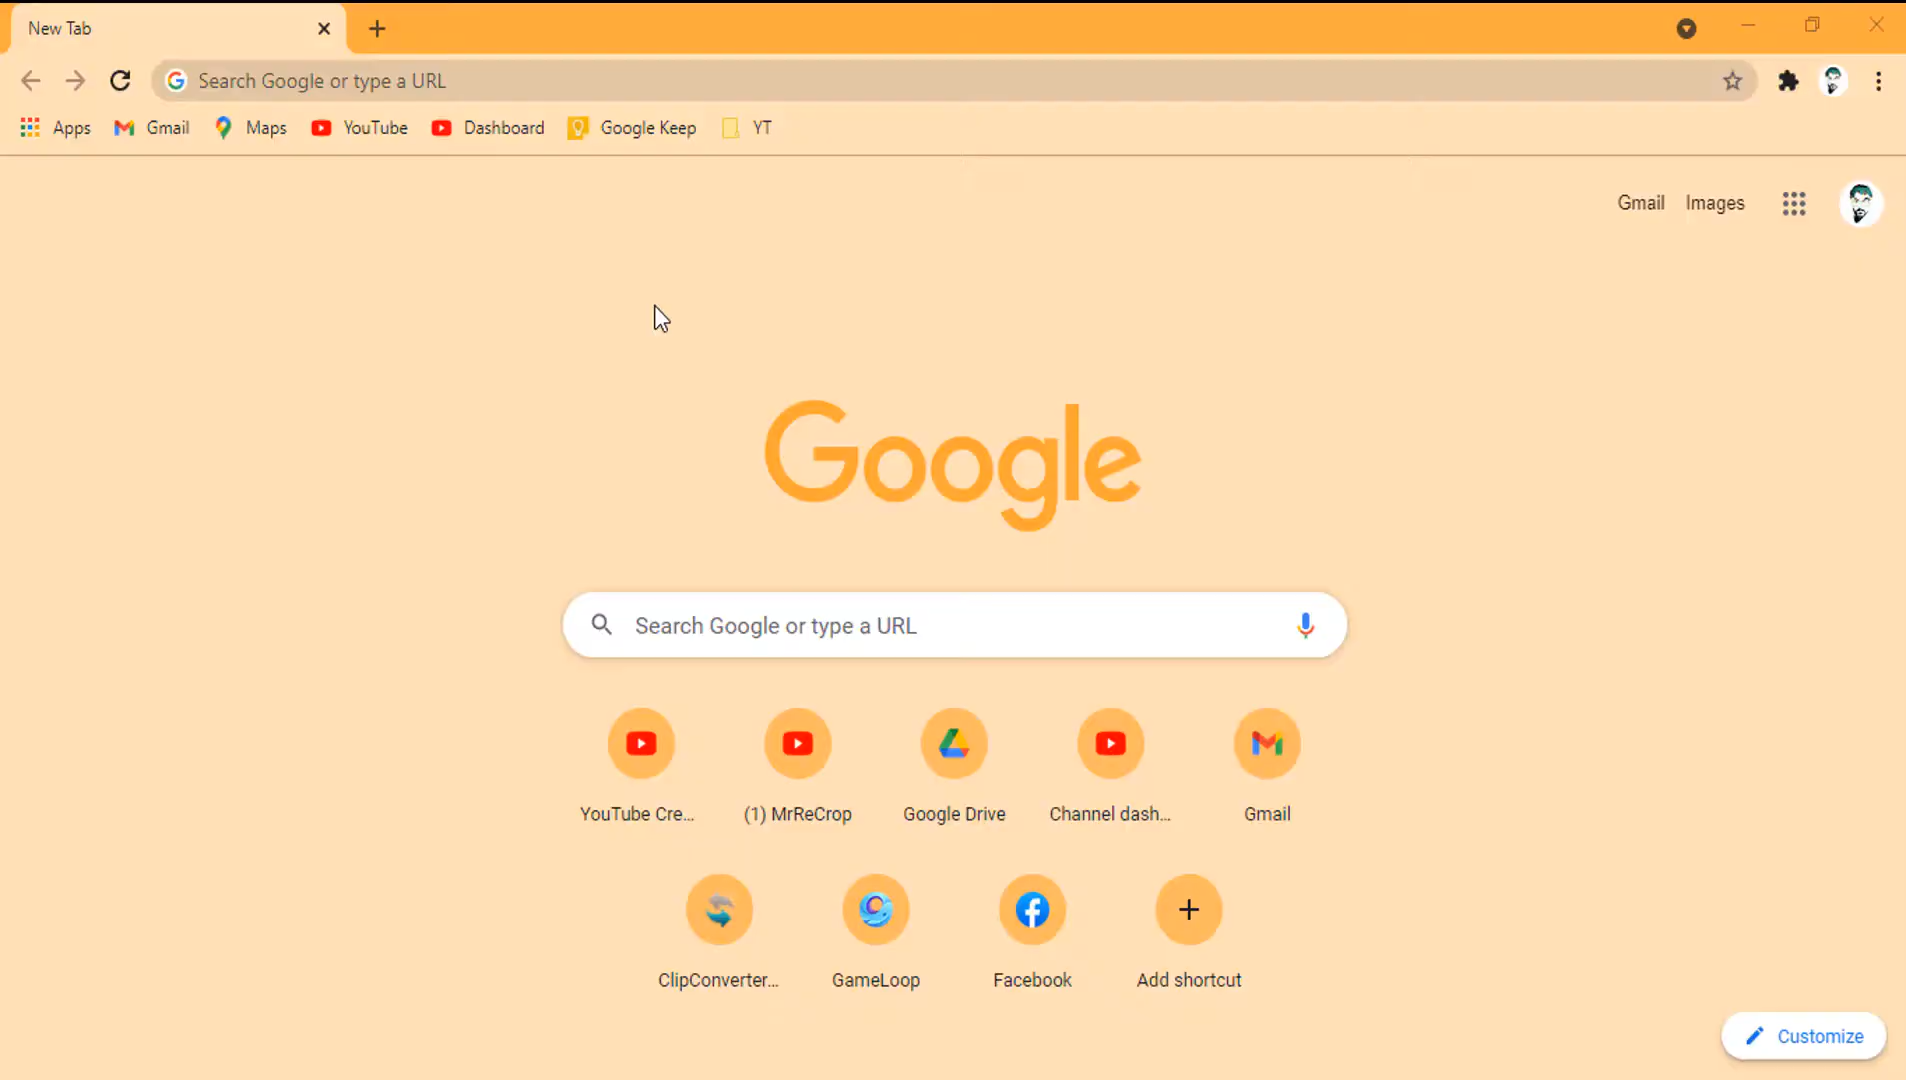 New Tab
Search Google or type a URL
Apps Gmail Maps YouTube Dashboard Google Keep YT
Gmail Images
Google
Search Google or type a URL
YouTube Cre... (1) MrReCrop Google Drive Channel dash... Gmail
ClipConverter... GameLoop Facebook Add shortcut
Customize